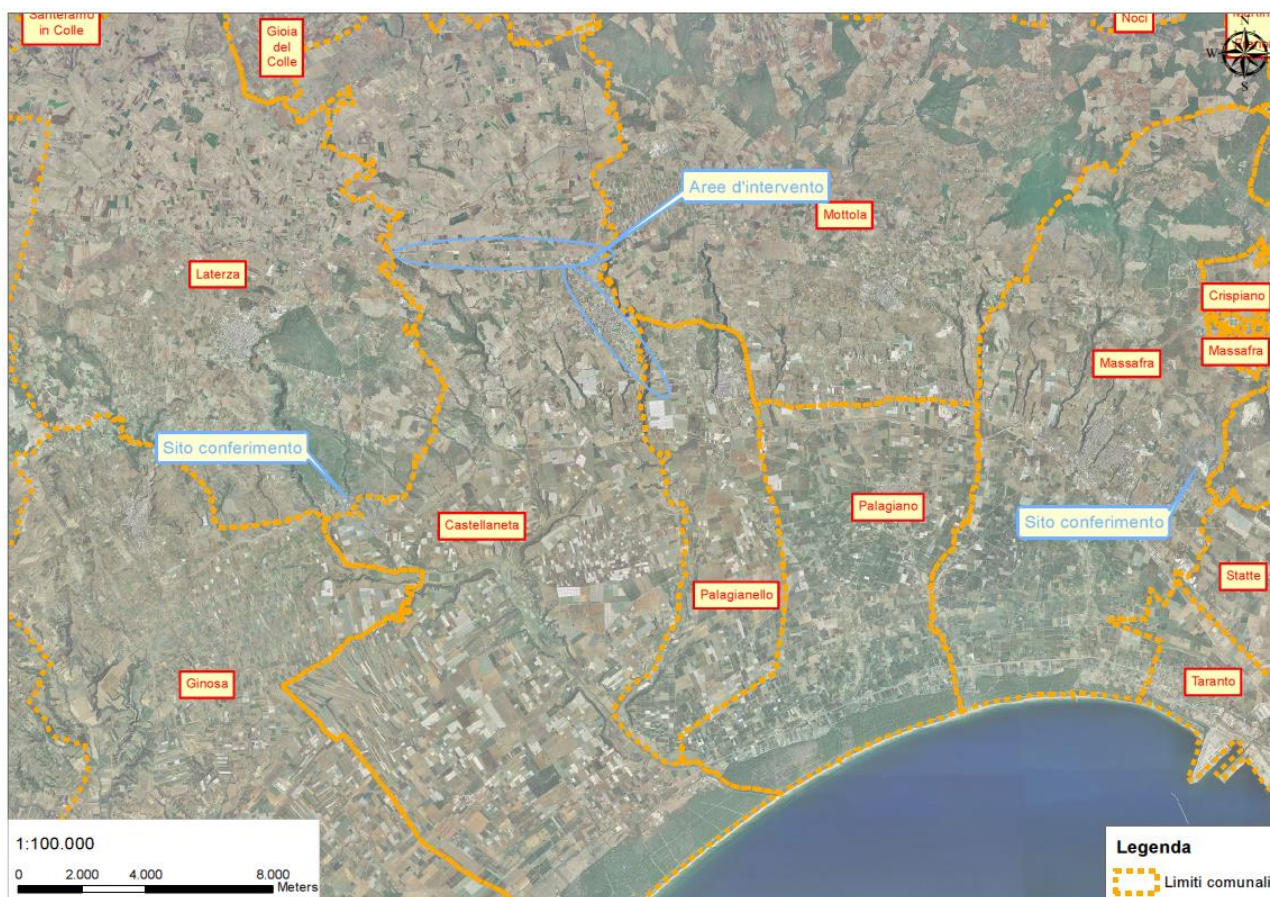 Santeramo
in Colle
Gioia
del
Colle
Noci
N
W
S
Aree d'intervento
Mottola
Laterza
Crispiano
Massafra
Massafra
Sito conferimento
Castellaneta
Palagiano
Sito conferimento
Statte
Palagianello
Ginosa
Taranto
1:100.000
0 2.000 4.000 8.000
Meters
Legenda
Limiti comunali